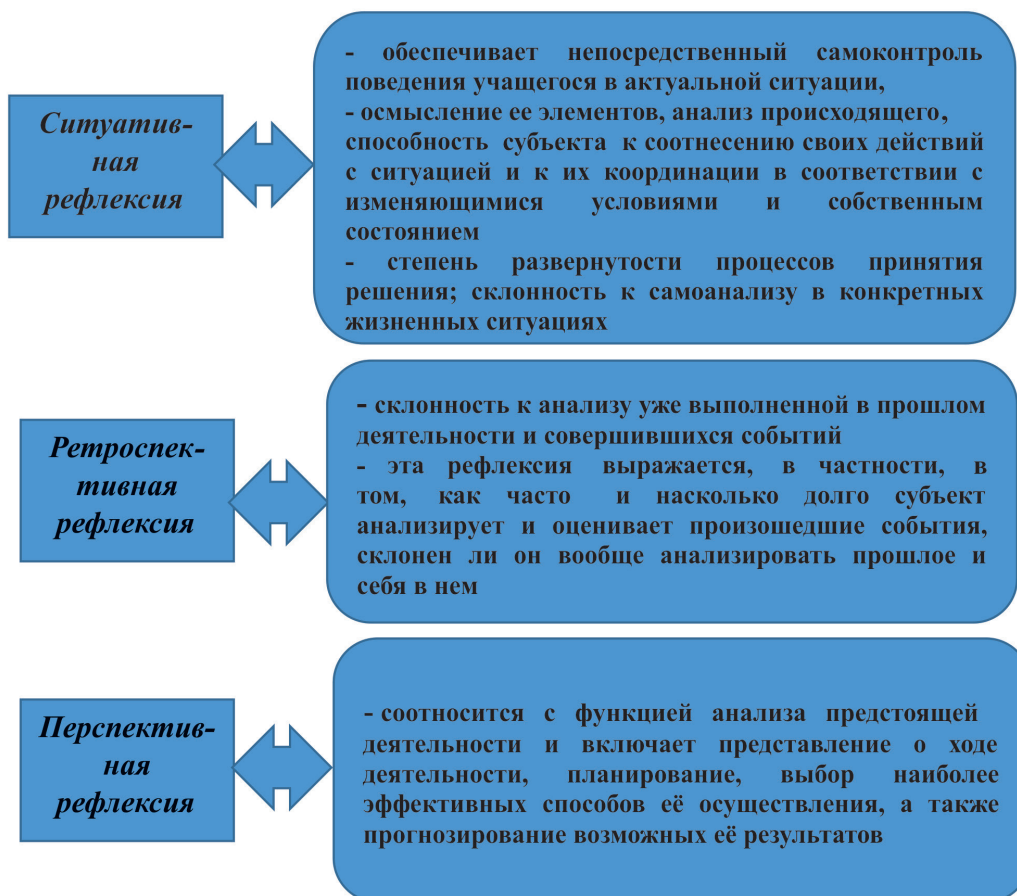 Ситуатив-
ная
рефлексия
- обеспечивает непосредственный самоконтроль
поведения учащегося в актуальной ситуации,
- осмысление ее элементов, анализ происходящего,
способность субъекта к соотнесению своих действий
с ситуацией и к их координации в соответствии с
изменяющимися условиями и собственным
состоянием
- степень развернутости процессов принятия
решения; склонность к самоанализу в конкретных
жизненных ситуациях
Ретроспек-
тивная
рефлексия
- склонность к анализу уже выполненной в прошлом
деятельности и совершившихся событий
- эта рефлексия выражается, в частности, в
том, как часто и насколько долго субъект
анализирует и оценивает произошедшие события,
склонен ли он вообще анализировать прошлое и
себя в нем
Перспектив-
ная
рефлексия
- соотносится с функцией анализа предстоящей
деятельности и включает представление о ходе
деятельности, планирование, выбор наиболее
эффективных способов её осуществления, а также
прогнозирование возможных её результатов